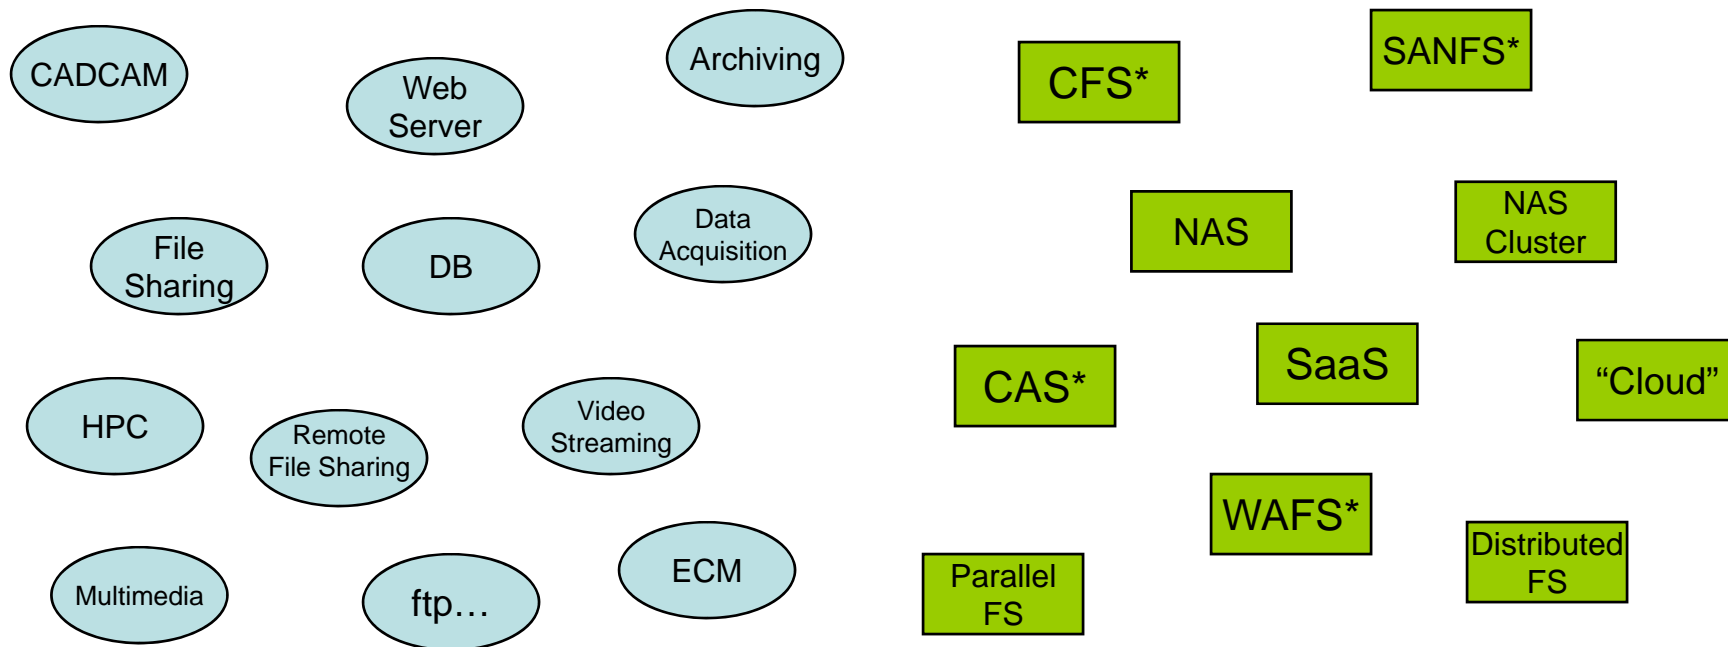 CADCAM
Web
Server
Archiving
File
Sharing
DB
Data
Acquisition
HPC
Remote
File Sharing
Video
Streaming
Multimedia
ftp…
ECM
CFS*
SANFS*
NAS
NAS
Cluster
CAS*
SaaS
“Cloud”
WAFS*
Parallel
FS
Distributed
FS